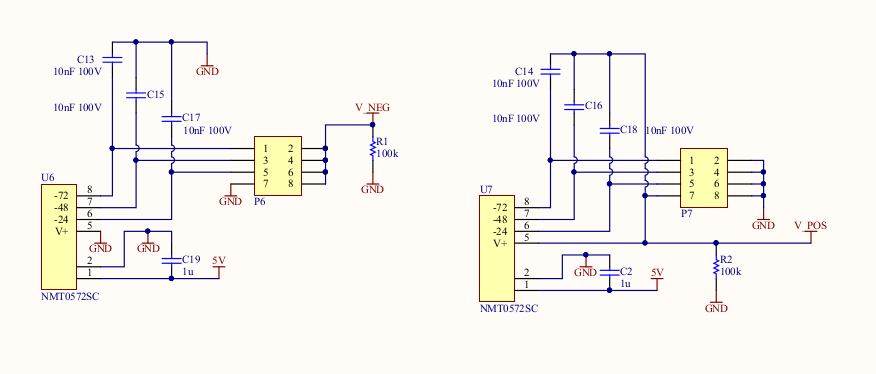 C13
10nF 100V
GND
10nF 100V
C15
C17
10nF 100V
V_NEG
R1
100k
GND
1 2
3 4
5 6
7 8
P6
GND
U6
-72 8
-48 7
-24 6
V+ 5
2
1
NMT0572SC
GND
GND
C19
1u
5V
C14
10nF 100V
10nF 100V
C16
C18
10nF 100V
1 2
3 4
5 6
7 8
P7
GND
V_POS
U7
-72 8
-48 7
-24 6
V+ 5
2
1
NMT0572SC
GND
C2
1u
5V
R2
100k
GND